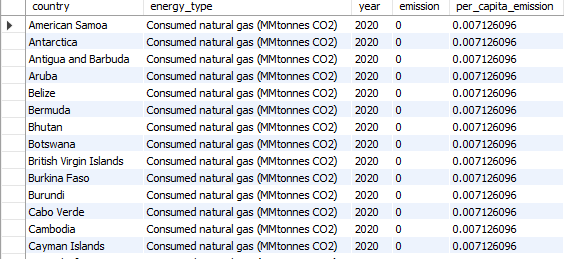 country energy_type year emission per_capita_emission
American Samoa Consumed natural gas (MMtonnes CO2) 2020 0 0.007126096
Antarctica Consumed natural gas (MMtonnes CO2) 2020 0 0.007126096
Antigua and Barbuda Consumed natural gas (MMtonnes CO2) 2020 0 0.007126096
Aruba Consumed natural gas (MMtonnes CO2) 2020 0 0.007126096
Belize Consumed natural gas (MMtonnes CO2) 2020 0 0.007126096
Bermuda Consumed natural gas (MMtonnes CO2) 2020 0 0.007126096
Bhutan Consumed natural gas (MMtonnes CO2) 2020 0 0.007126096
Botswana Consumed natural gas (MMtonnes CO2) 2020 0 0.007126096
British Virgin Islands Consumed natural gas (MMtonnes CO2) 2020 0 0.007126096
Burkina Faso Consumed natural gas (MMtonnes CO2) 2020 0 0.007126096
Burundi Consumed natural gas (MMtonnes CO2) 2020 0 0.007126096
Cabo Verde Consumed natural gas (MMtonnes CO2) 2020 0 0.007126096
Cambodia Consumed natural gas (MMtonnes CO2) 2020 0 0.007126096
Cayman Islands Consumed natural gas (MMtonnes CO2) 2020 0 0.007126096